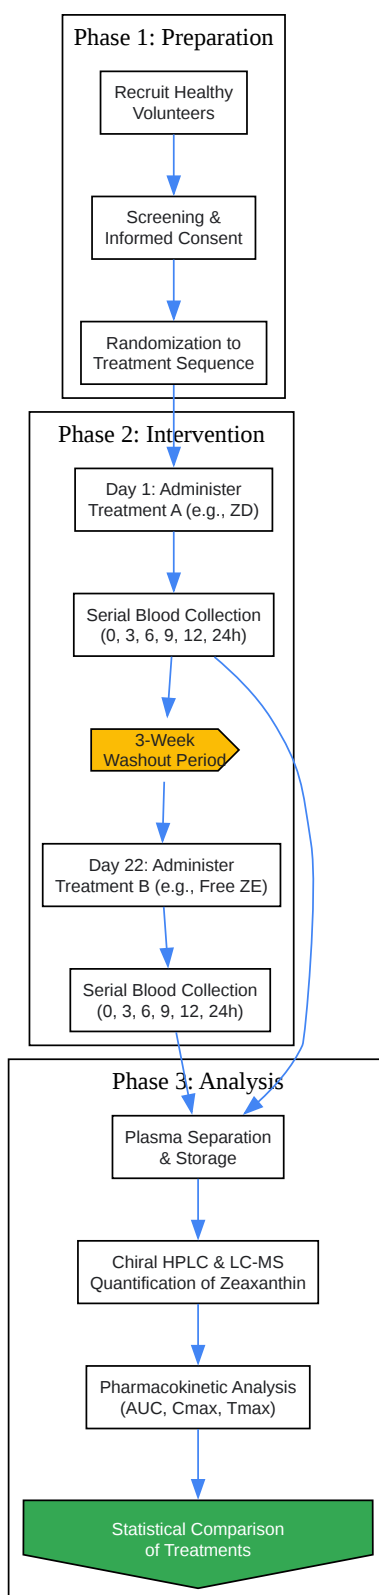 Phase 1: Preparation
Recruit Healthy
Volunteers
Screening &
Informed Consent
Randomization to
Treatment Sequence
Phase 2: Intervention
Day 1: Administer
Treatment A (e.g., ZD)
Serial Blood Collection
(0, 3, 6, 9, 12, 24h)
3-Week
Washout Period
Day 22: Administer
Treatment B (e.g., Free ZE)
Serial Blood Collection
(0, 3, 6, 9, 12, 24h)
Phase 3: Analysis
Plasma Separation
& Storage
Chiral HPLC & LC-MS
Quantification of Zeaxanthin
Pharmacokinetic Analysis
(AUC, Cmax, Tmax)
Statistical Comparison
of Treatments